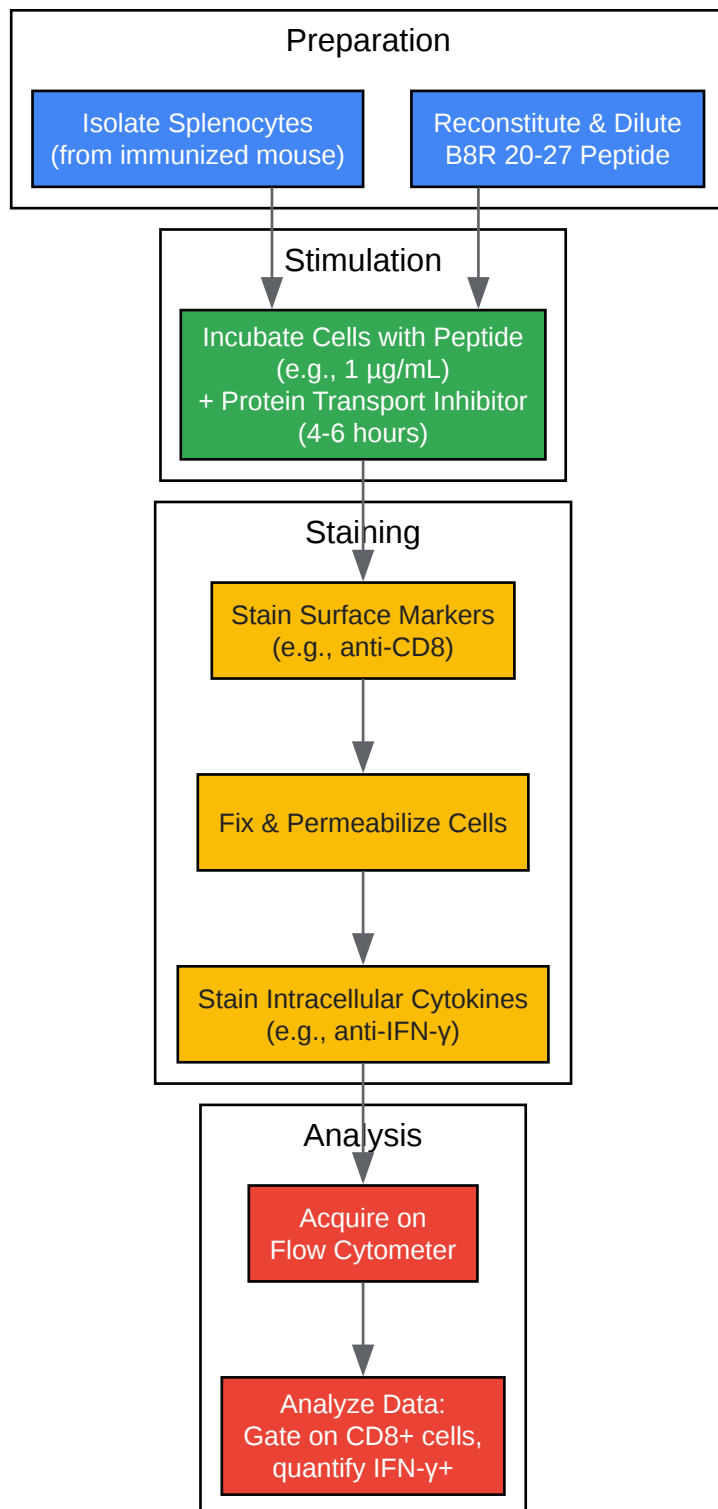 Preparation
Isolate Splenocytes
(from immunized mouse)
Reconstitute & Dilute
B8R 20-27 Peptide
Stimulation
Incubate Cells with Peptide
(e.g., 1 µg/mL)
+ Protein Transport Inhibitor
(4-6 hours)
Staining
Stain Surface Markers
(e.g., anti-CD8)
Fix & Permeabilize Cells
Stain Intracellular Cytokines
(e.g., anti-IFN-γ)
Analysis
Acquire on
Flow Cytometer
Analyze Data:
Gate on CD8+ cells,
quantify IFN-γ+